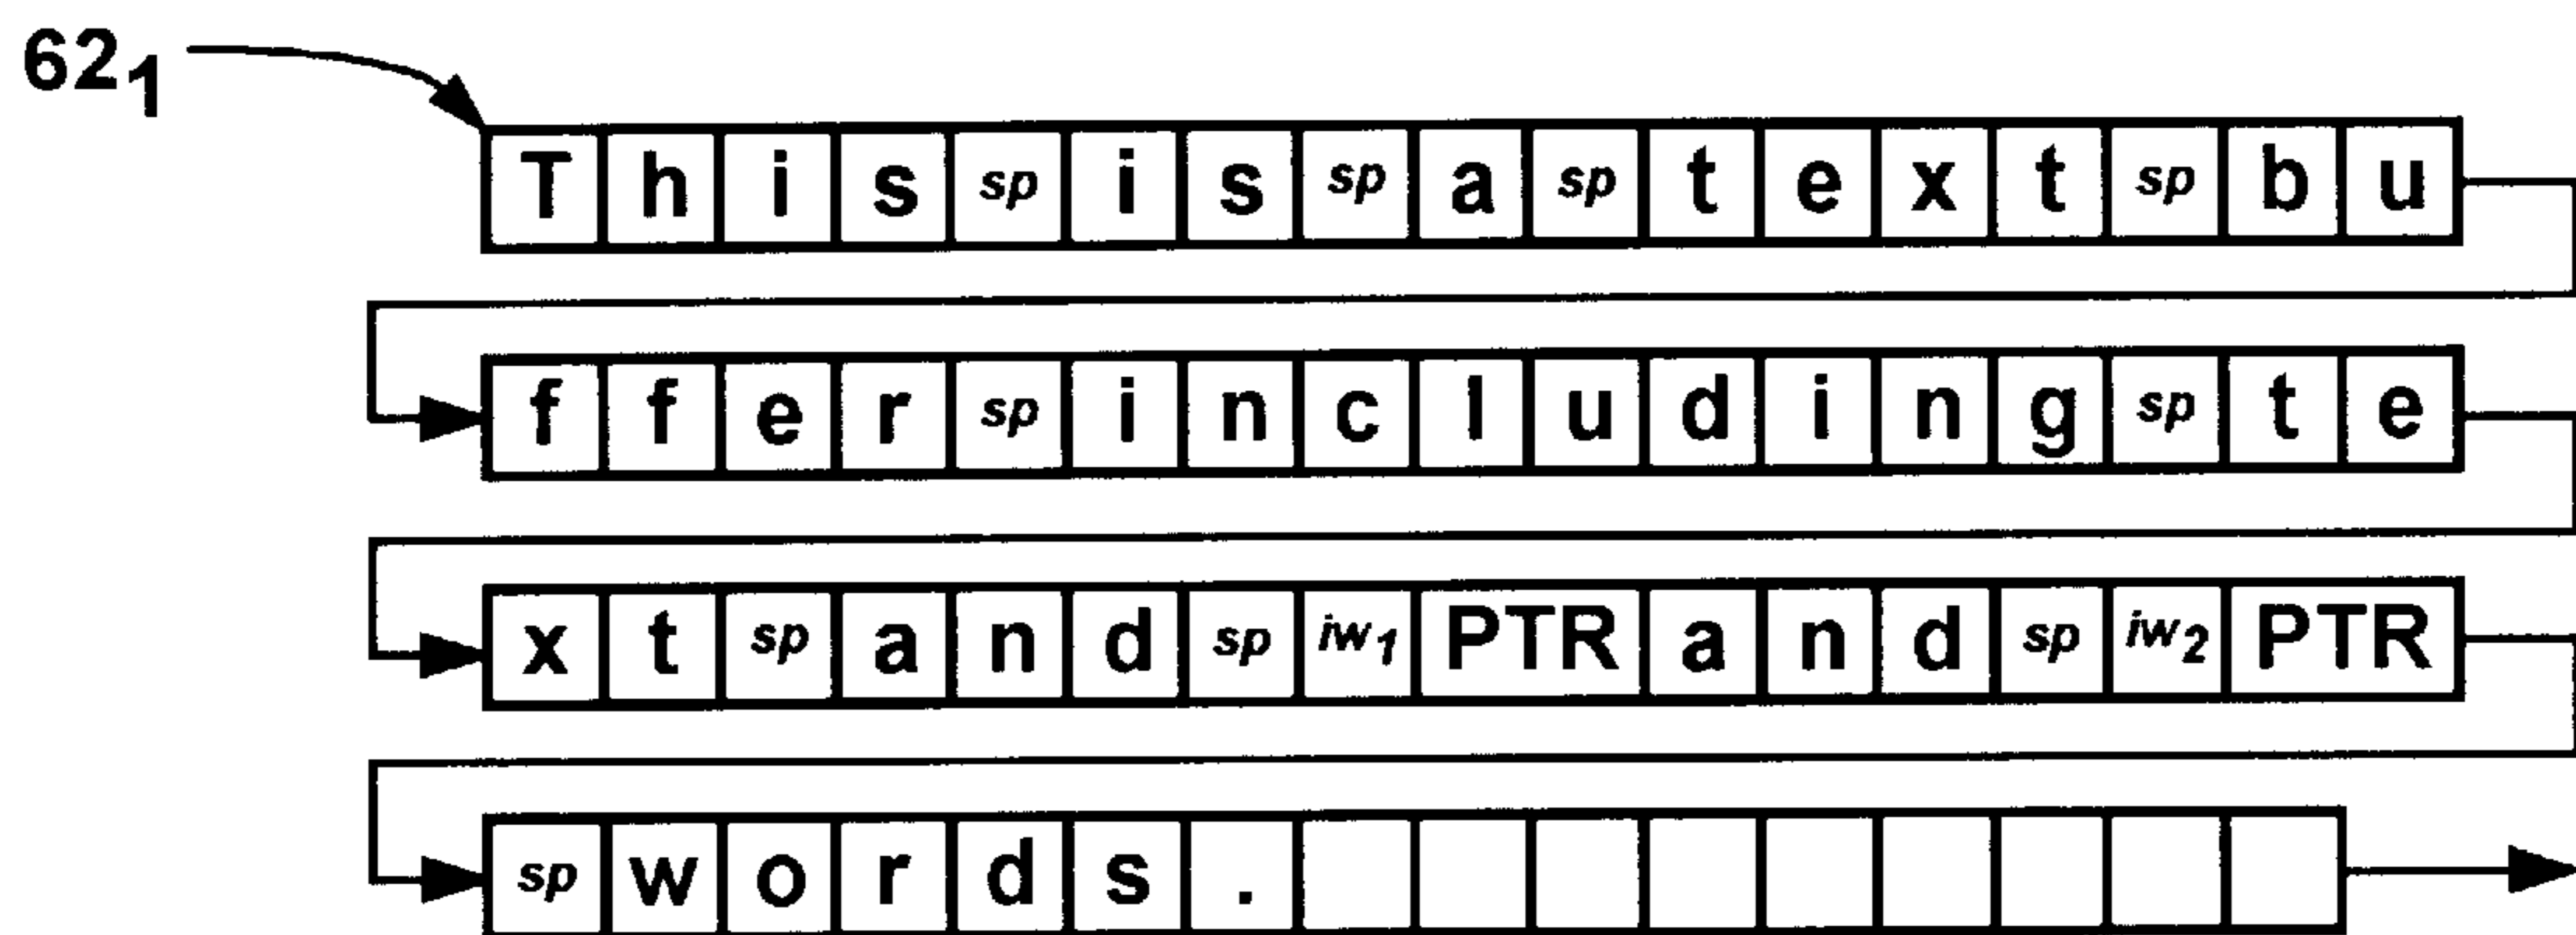 62₁
T h i s sp i s sp a sp t e x t sp b u
f f e r sp i n c l u d i n g sp t e
x t sp a n d sp iw₁ PTR a n d sp iw₂ PTR
sp w o r d s .